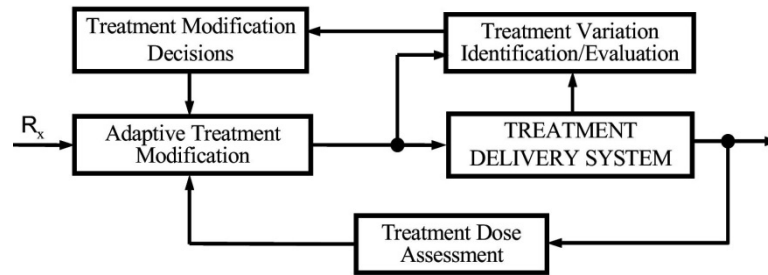 Treatment Modification
Decisions
Treatment Variation
Identification/Evaluation
Rx
Adaptive Treatment
Modification
TREATMENT
DELIVERY SYSTEM
Treatment Dose
Assessment